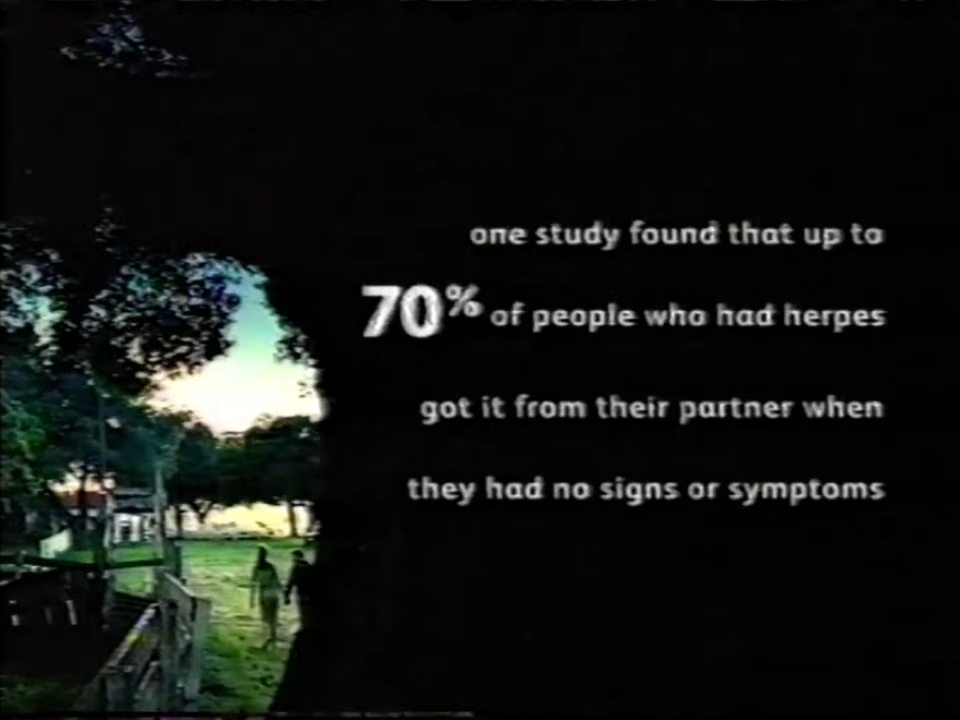 one study found that up to
70% of people who had herpes
got it from their partner when
they had no signs or symptoms